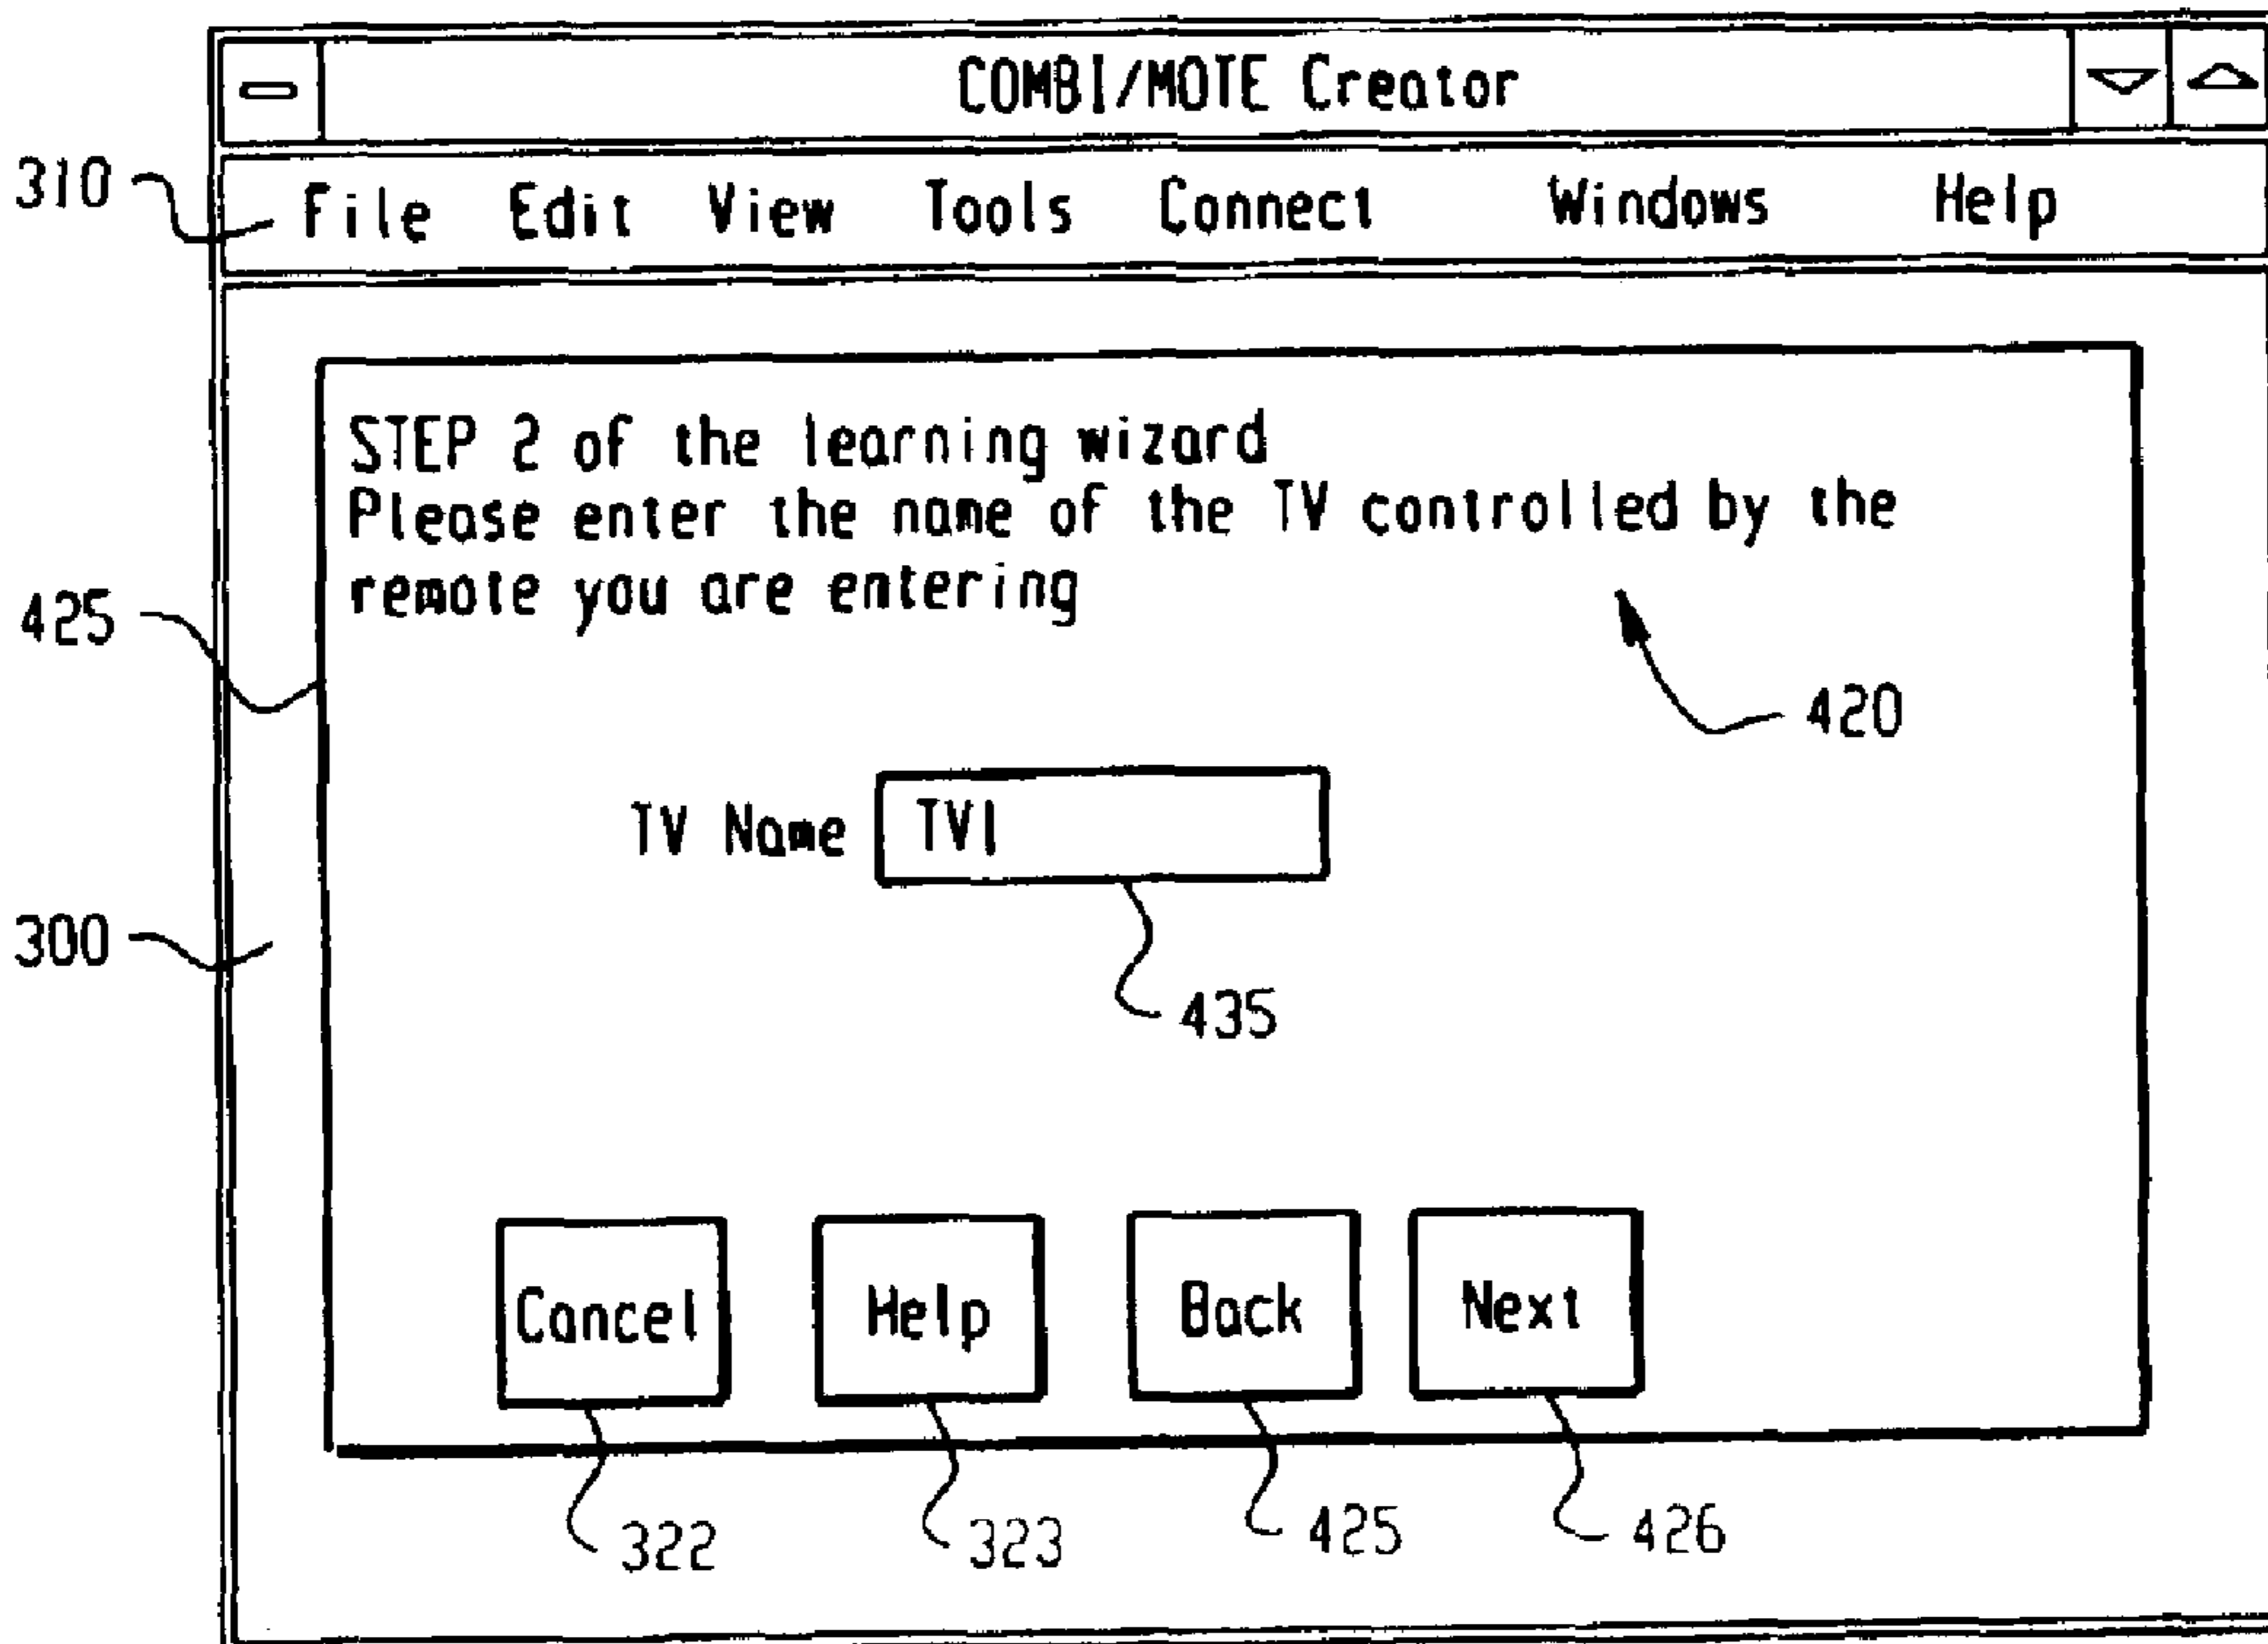 COMBI/MOTE Creator
310
File Edit View Tools Connect Windows Help
STEP 2 of the learning wizard
Please enter the name of the TV controlled by the
remote you are entering
425
420
TV Name TV1
300
435
Cancel Help Back Next
322 323 425 426